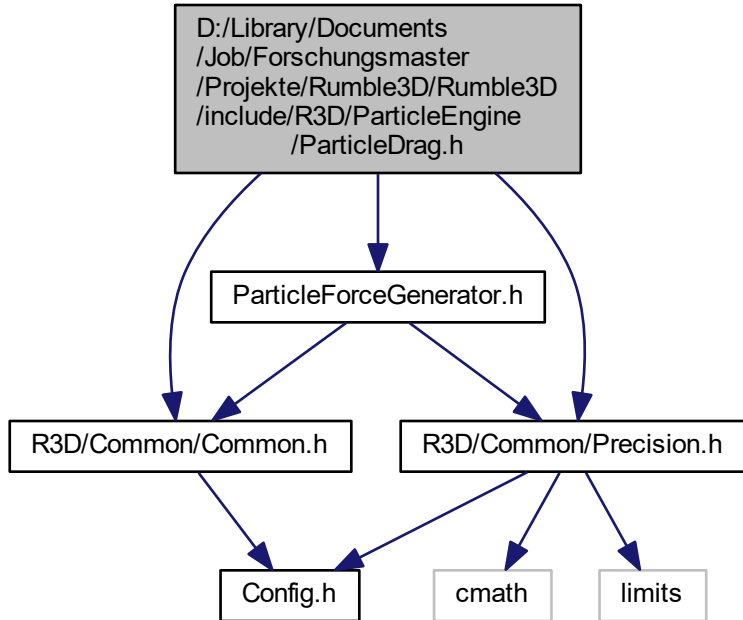 D:/Library/Documents
/Job/Forschungsmaster
/Projekte/Rumble3D/Rumble3D
/include/R3D/ParticleEngine
/ParticleDrag.h
ParticleForceGenerator.h
R3D/Common/Common.h
R3D/Common/Precision.h
Config.h
cmath
limits